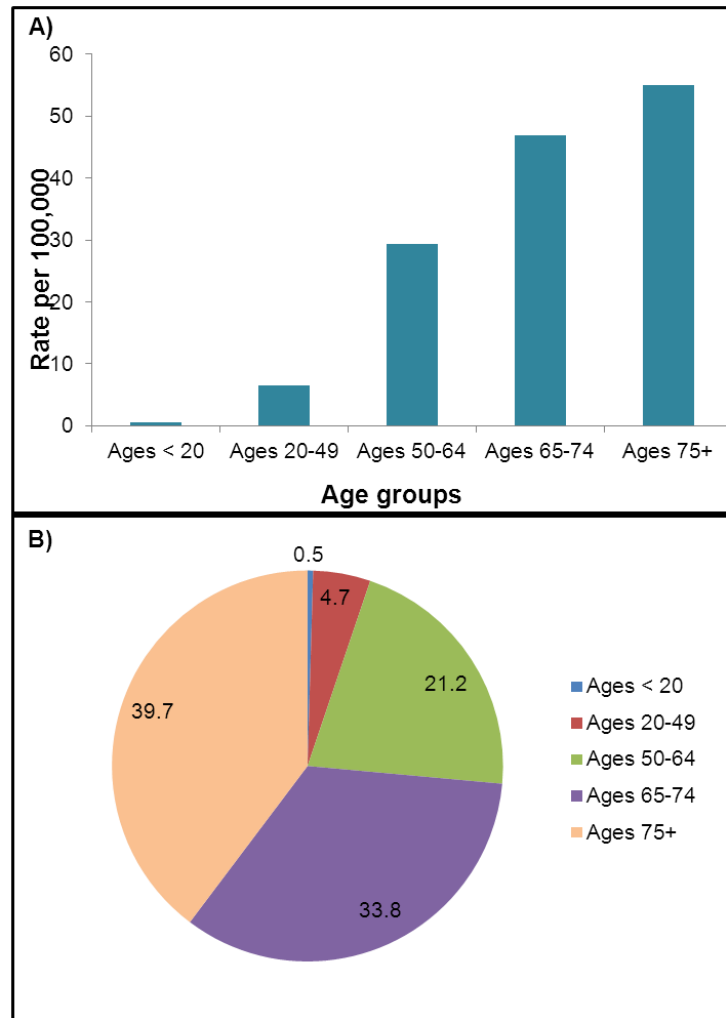 A)
Rate per 100,000
60
50
40
30
20
10
0
Ages < 20
Ages 20-49
Ages 50-64
Ages 65-74
Ages 75+
Age groups
B)
0.5
4.7
21.2
33.8
39.7
Ages < 20
Ages 20-49
Ages 50-64
Ages 65-74
Ages 75+